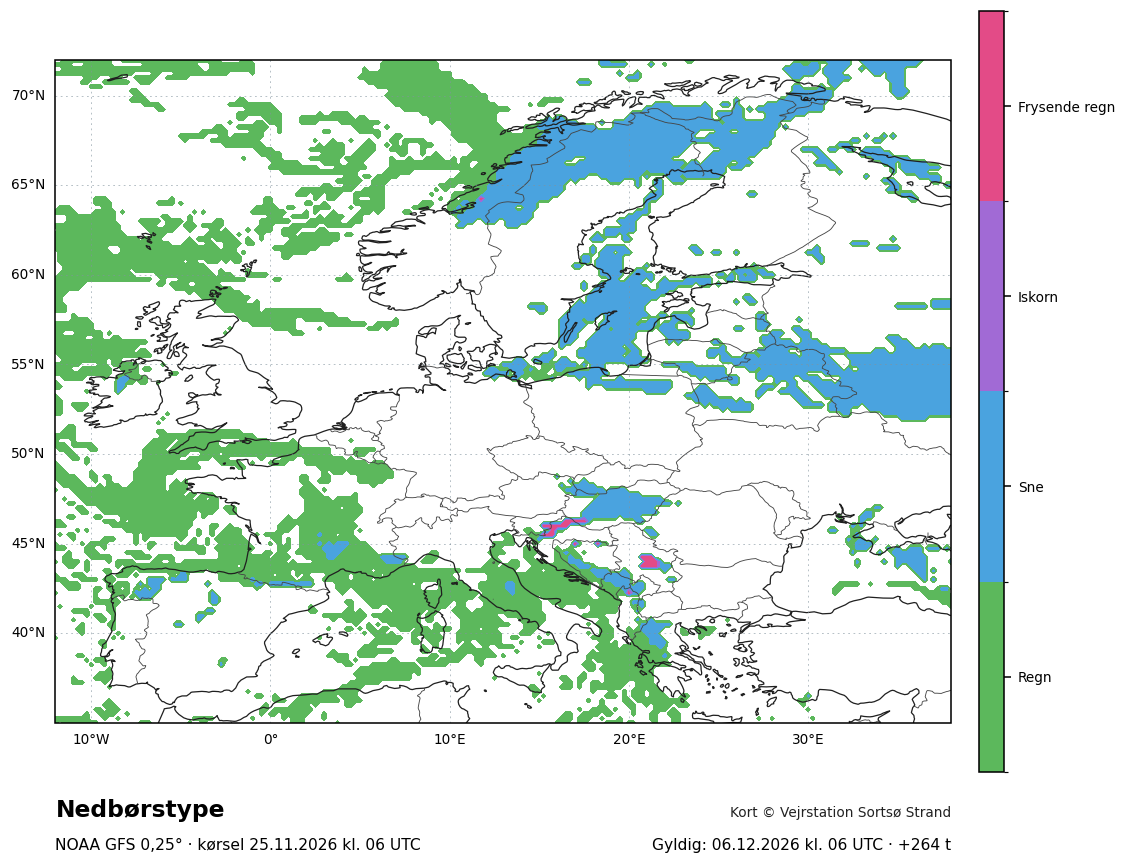 70°N
65°N
60°N
55°N
50°N
45°N
40°N
10°W
0°
10°E
20°E
30°E
Frysende regn
Iskorn
Sne
Regn
Nedbørstype
Kort © Vejrstation Sortsø Strand
NOAA GFS 0,25° · kørsel 25.11.2026 kl. 06 UTC
Gyldig: 06.12.2026 kl. 06 UTC · +264 t